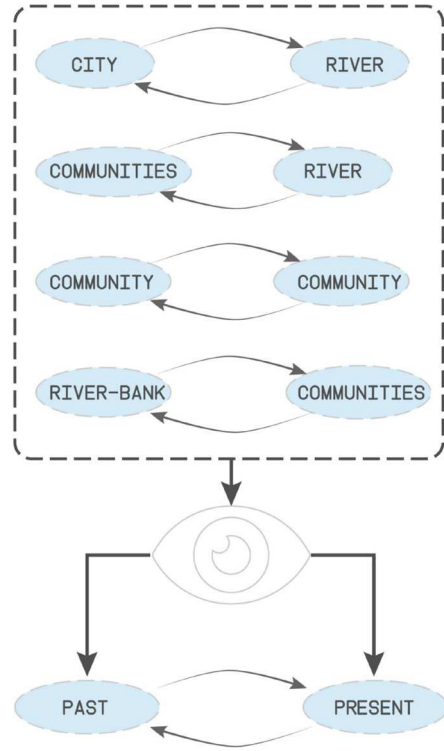 CITY
RIVER
COMMUNITIES
RIVER
COMMUNITY
COMMUNITY
RIVER-BANK
COMMUNITIES
PAST
PRESENT